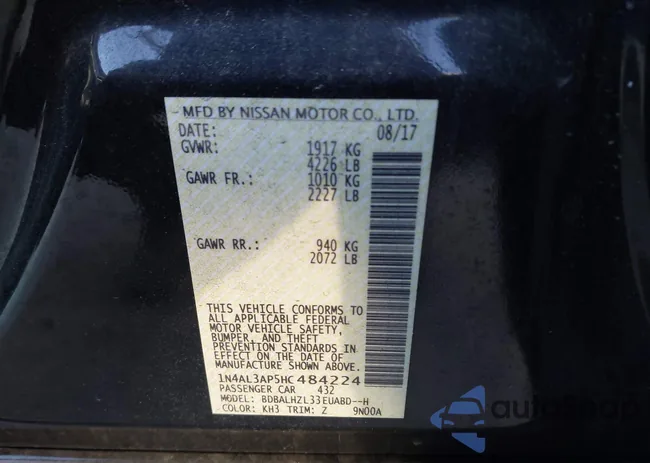 MFD BY NISSAN MOTOR CO., LTD.
DATE: 08/17
GVWR: 1917 KG
4226 LB
GAWR FR.: 1010 KG
2227 LB
GAWR RR.: 940 KG
2072 LB
THIS VEHICLE CONFORMS TO
ALL APPLICABLE FEDERAL
MOTOR VEHICLE SAFETY,
BUMPER, AND THEFT
PREVENTION STANDARDS IN
EFFECT ON THE DATE OF
MANUFACTURE SHOWN ABOVE.
1N4AL3AP5HC484224
PASSENGER CAR 432
MODEL: BDBALHZL33EUABD--H
COLOR: KH3 TRIM: Z 9N00A